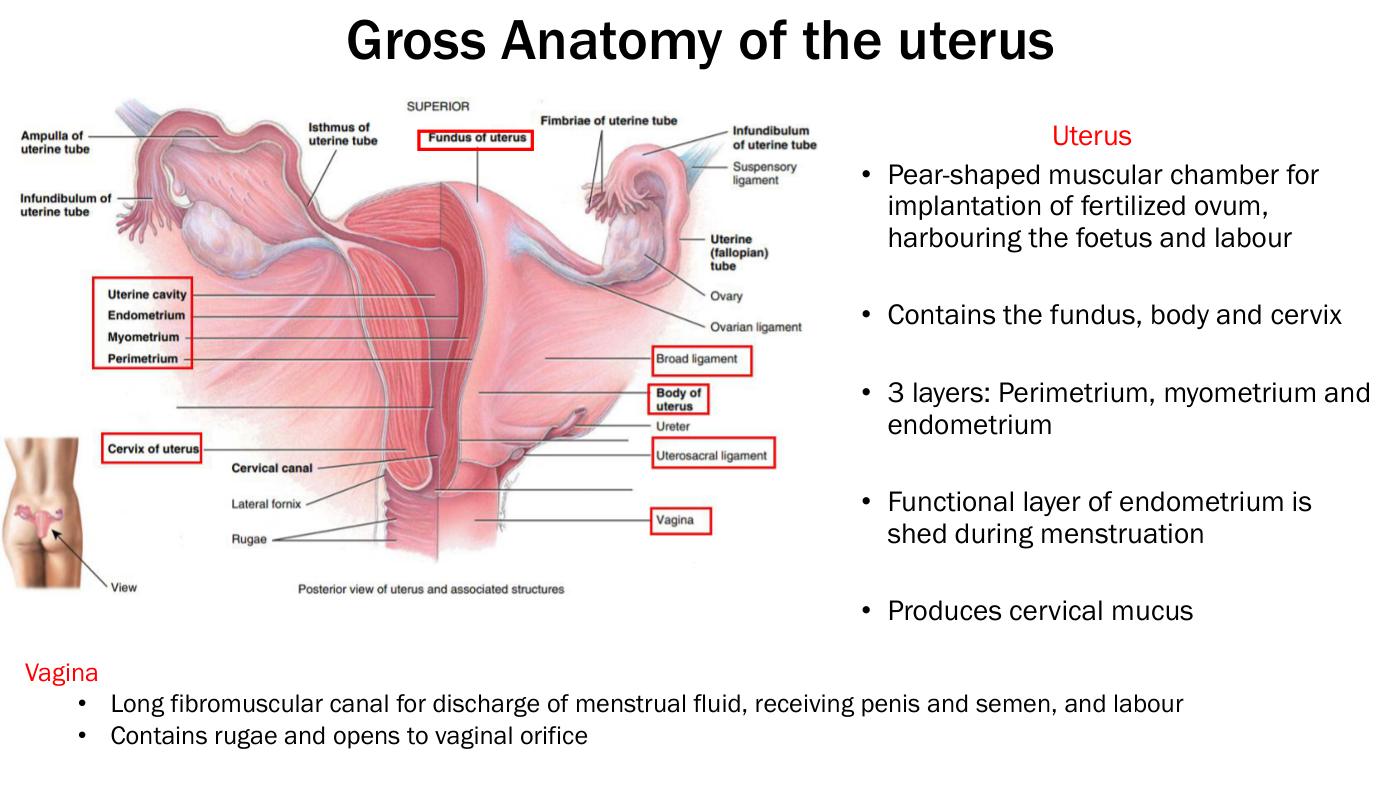 Gross Anatomy of the uterus
SUPERIOR
Ampulla of
uterine tube
Isthmus of
uterine tube
Fundus of uterus
Fimbriae of uterine tube
Infundibulum
of uterine tube
Suspensory
ligament
Infundibulum of
uterine tube
Uterine
(fallopian)
tube
Uterine cavity
Endometrium
Myometrium
Perimetrium
Ovary
Ovarian ligament
Broad ligament
Body of
uterus
Ureter
Uterosacral ligament
Cervix of uterus
Cervical canal
Lateral fornix
Rugae
Vagina
View
Posterior view of uterus and associated structures
Uterus
• Pear-shaped muscular chamber for
implantation of fertilized ovum,
harbouring the foetus and labour
• Contains the fundus, body and cervix
• 3 layers: Perimetrium, myometrium and
endometrium
• Functional layer of endometrium is
shed during menstruation
• Produces cervical mucus
Vagina
• Long fibromuscular canal for discharge of menstrual fluid, receiving penis and semen, and labour
• Contains rugae and opens to vaginal orifice